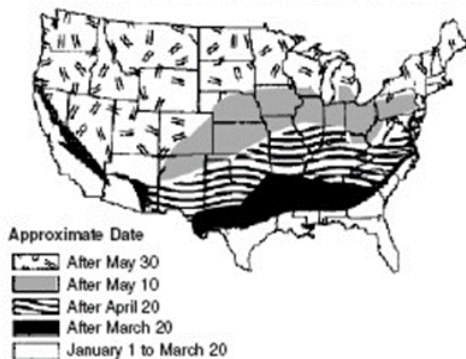 Approximate Date
After May 30
After May 10
After April 20
After March 20
January 1 to March 20